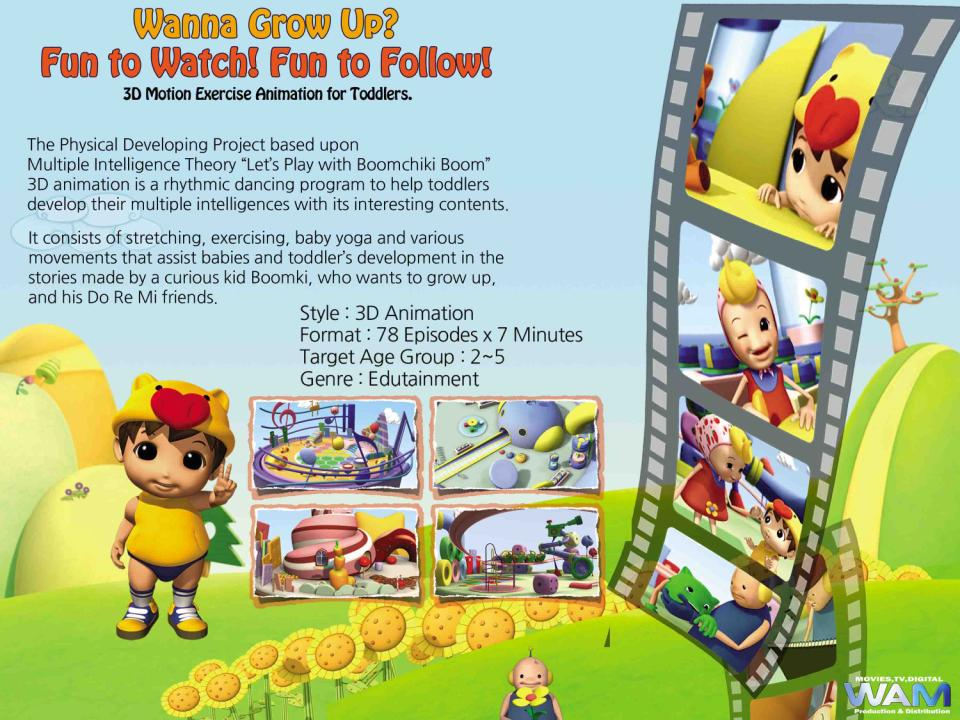 Wanna Grow Up?
Fun to Watch! Fun to Follow!
3D Motion Exercise Animation for Toddlers.
The Physical Developing Project based upon
Multiple Intelligence Theory “Let’s Play with Boomchiki Boom”
3D animation is a rhythmic dancing program to help toddlers
develop their multiple intelligences with its interesting contents.
It consists of stretching, exercising, baby yoga and various
movements that assist babies and toddler’s development in the
stories made by a curious kid Boomki, who wants to grow up,
and his Do Re Mi friends.
Style : 3D Animation
Format : 78 Episodes x 7 Minutes
Target Age Group : 2~5
Genre : Edutainment
MOVIES,TV,DIGITAL
WAM
Production & Distribution